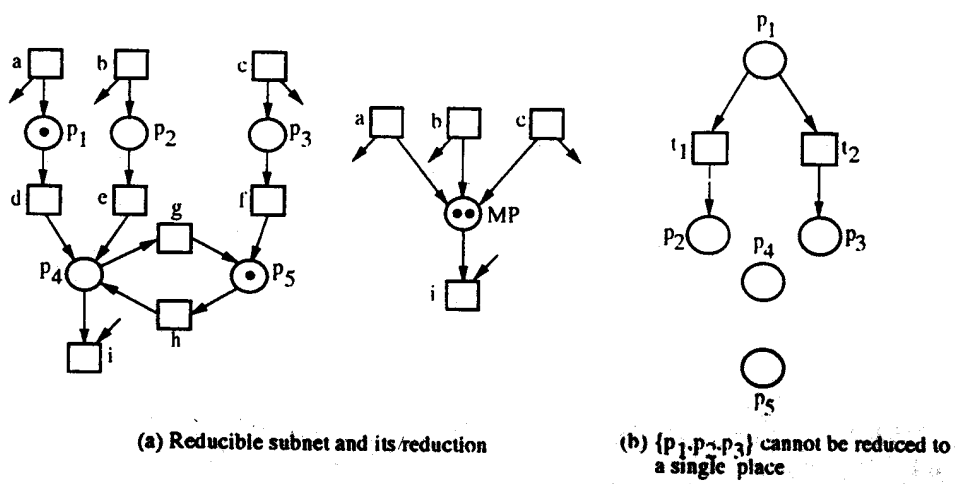 a b c
p1 p2 p3
d e f
g
p4 p5
h
i
a b c
MP
i
p1
t1 t2
p2 p3
p4
p5
(a) Reducible subnet and its reduction
(b) {p1,p2,p3} cannot be reduced to
a single place